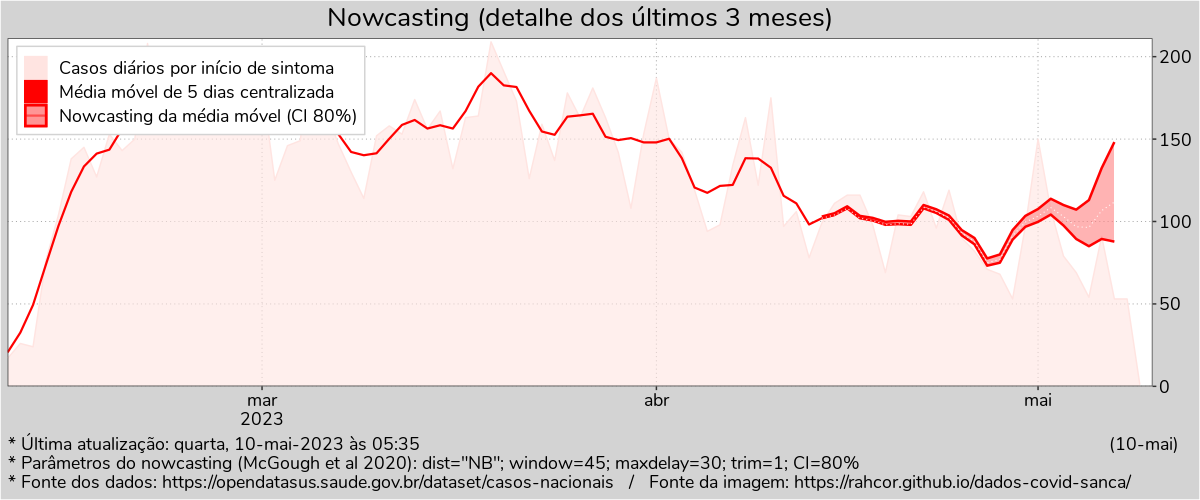 Nowcasting (detalhe dos últimos 3 meses)
Casos diários por início de sintoma
Média móvel de 5 dias centralizada
Nowcasting da média móvel (CI 80%)
200
150
100
50
0
mar
2023
abr
mai
* Última atualização: quarta, 10-mai-2023 às 05:35
(10-mai)
* Parâmetros do nowcasting (McGough et al 2020): dist="NB"; window=45; maxdelay=30; trim=1; CI=80%
* Fonte dos dados: https://opendatasus.saude.gov.br/dataset/casos-nacionais / Fonte da imagem: https://rahcor.github.io/dados-covid-sanca/